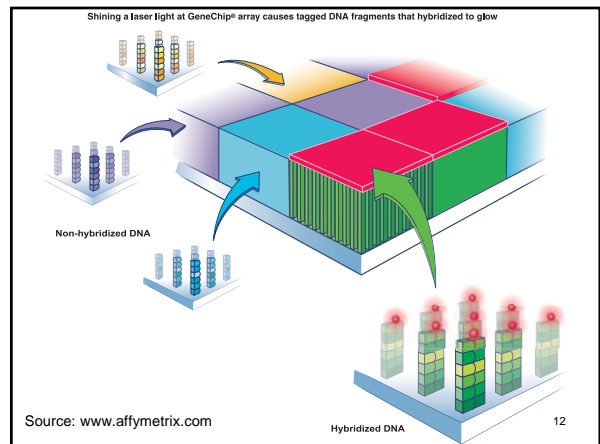 Shining a laser light at GeneChip® array causes tagged DNA fragments that hybridized to glow
Non-hybridized DNA
Hybridized DNA
Source: www.affymetrix.com
12